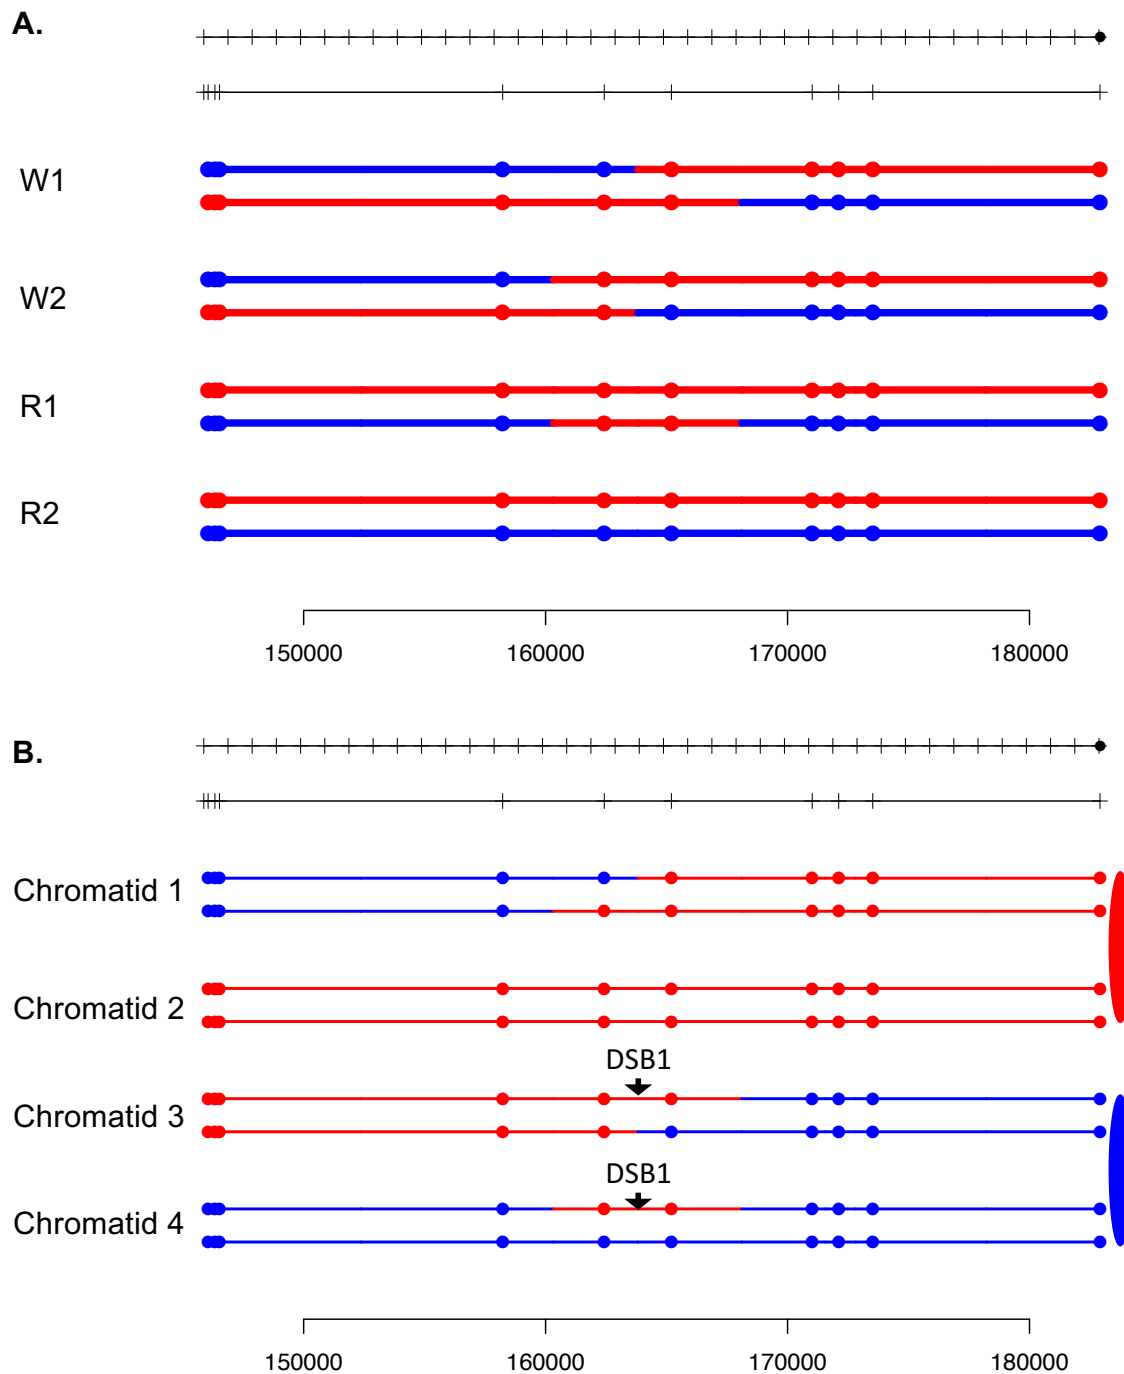 A.
W1
W2
R1
R2
150000 160000 170000 180000
B.
Chromatid 1
Chromatid 2
DSB1
Chromatid 3
DSB1
Chromatid 4
150000 160000 170000 180000